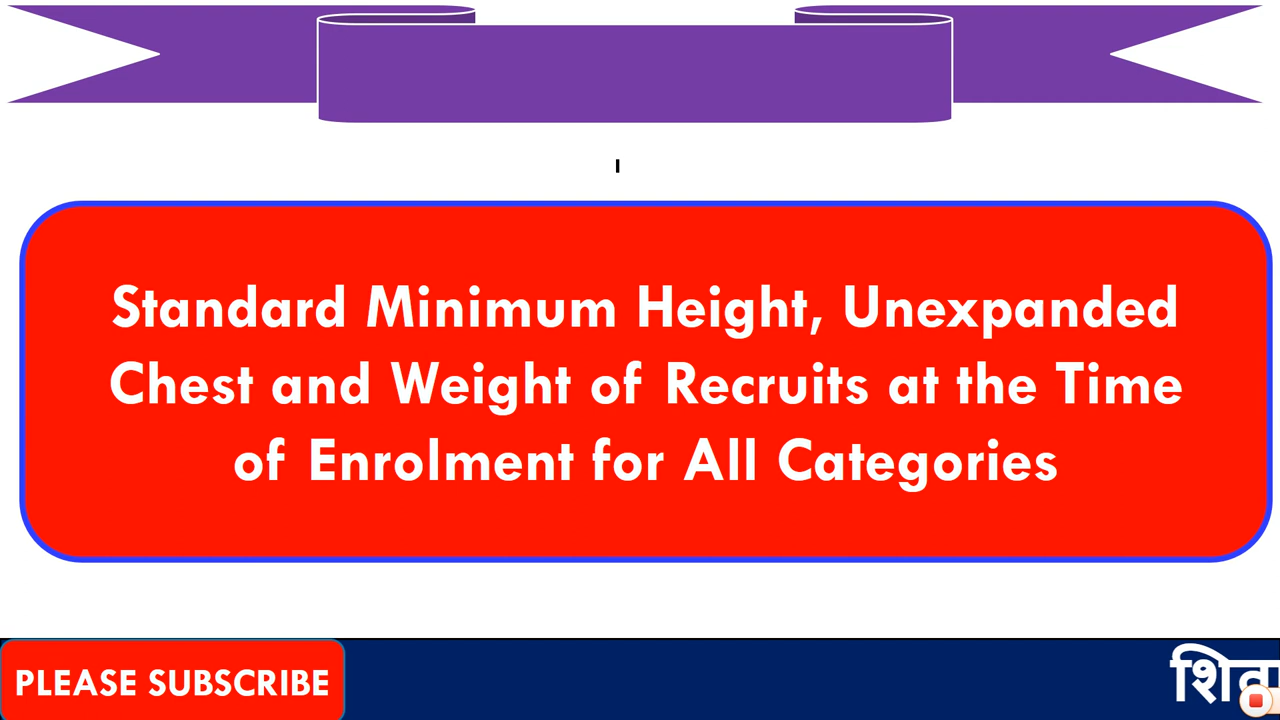 Standard Minimum Height, Unexpanded
Chest and Weight of Recruits at the Time
of Enrolment for All Categories
PLEASE SUBSCRIBE